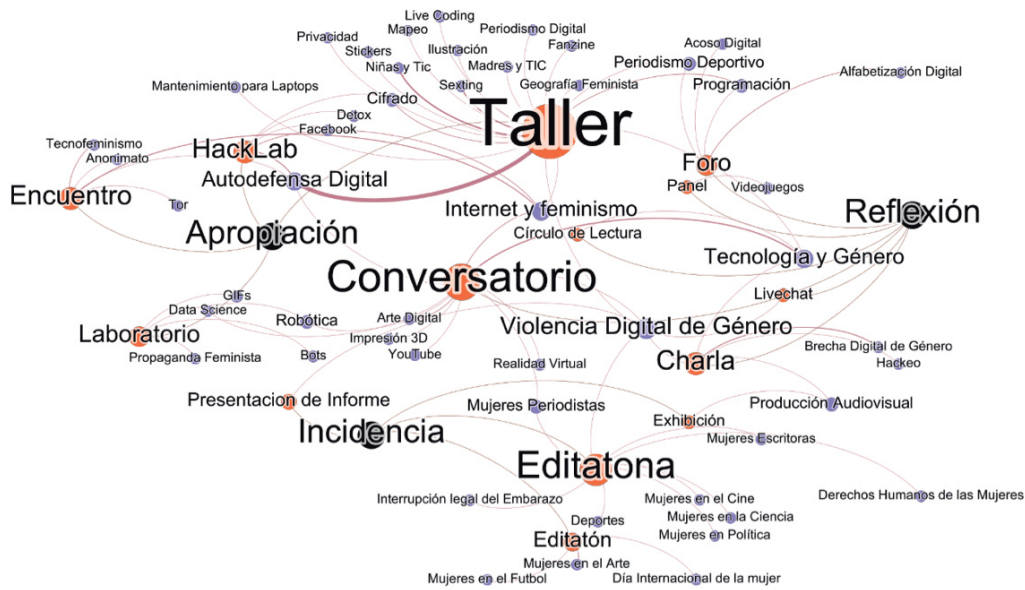 Live Coding
Mapeo
Periodismo Digital
Privacidad
Fanzine
Acoso Digital
Stickers
Ilustración
Niñas y Tic
Madres y TIC
Periodismo Deportivo
Alfabetización Digital
Mantenimiento para Laptops
Sexting
Geografía Feminista
Programación
Cifrado
Detox
Taller
Facebook
Tecnofeminismo
HackLab
Anonimato
Foro
Autodefensa Digital
Panel
Videojuegos
Encuentro
Tor
Internet y feminismo
Reflexión
Apropiación
Círculo de Lectura
Tecnología y Género
Conversatorio
GIFs
Livechat
Data Science
Robótica
Arte Digital
Violencia Digital de Género
Laboratorio
Impresión 3D
Brecha Digital de Género
Propaganda Feminista
Bots
YouTube
Realidad Virtual
Charla
Hackeo
Presentacion de Informe
Mujeres Periodistas
Producción Audiovisual
Exhibición
Incidencia
Mujeres Escritoras
Editatona
Interrupción legal del Embarazo
Mujeres en el Cine
Derechos Humanos de las Mujeres
Deportes
Mujeres en la Ciencia
Editatón
Mujeres en Política
Mujeres en el Arte
Mujeres en el Futbol
Día Internacional de la mujer